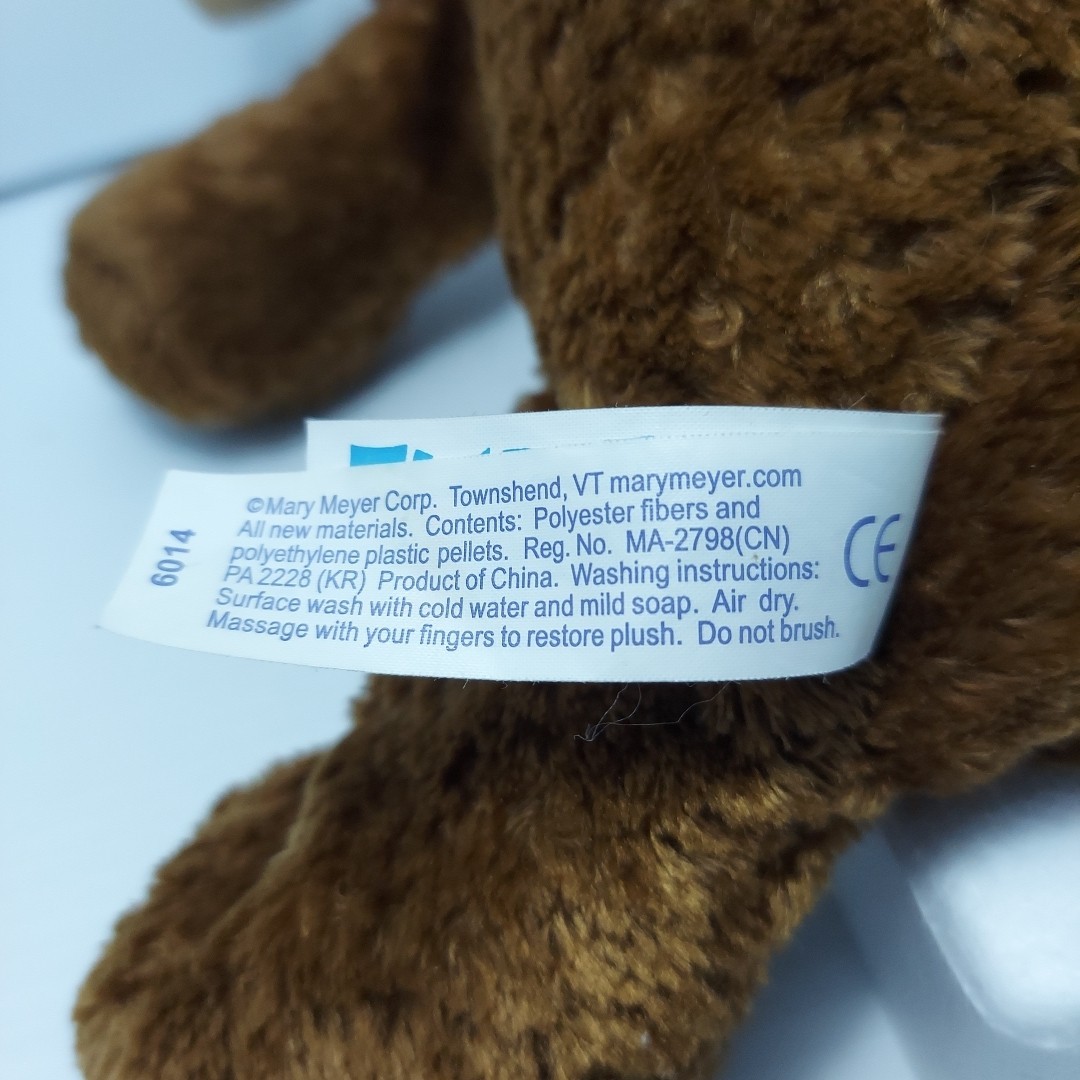 ©Mary Meyer Corp. Townshend, VT marymeyer.com
All new materials. Contents: Polyester fibers and
polyethylene plastic pellets. Reg. No. MA-2798(CN)
PA 2228 (KR) Product of China. Washing instructions:
Surface wash with cold water and mild soap. Air dry.
Massage with your fingers to restore plush. Do not brush.
6014
CE